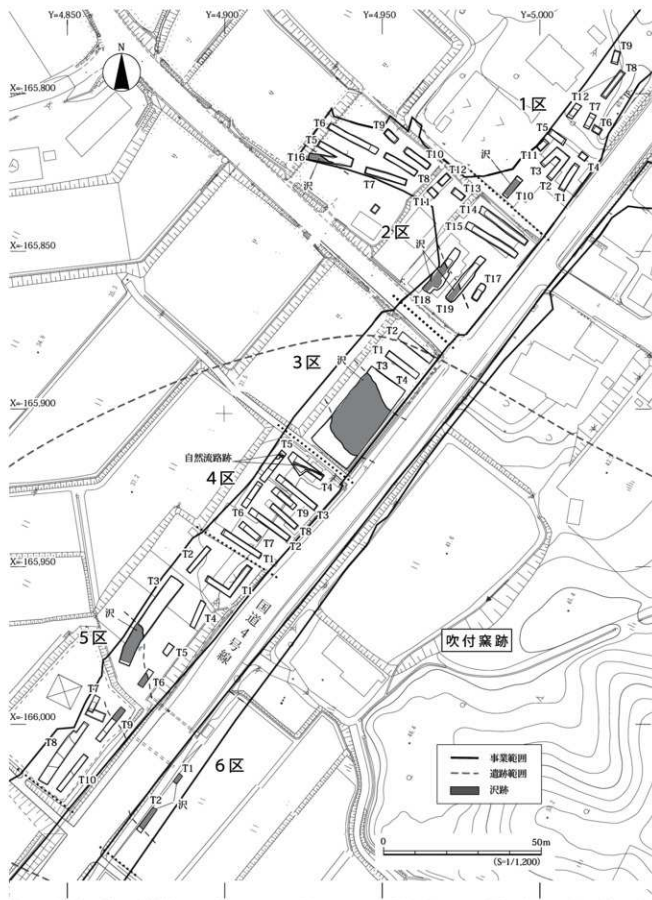 Y=4,850
Y=4,900
Y=4,950
Y=5,000
N
X=-165,800
X=-165,850
X=-165,900
X=-165,950
X=-166,000
1区
T9
T8
T12
T7
T6
T5
T11
T3
T2
T1
T4
T10
沢
2区
T6
T5
T16
沢
T9
T10
T8
T7
T12
T11
T13
T14
T15
沢
T17
T18
T19
3区
沢
T2
T1
T3
T4
4区
自然流路跡
T5
T4
T6
T9
T3
T8
T7
T2
T1
5区
T2
T3
T1
T4
沢
T5
T6
T7
T9
T8
T10
6区
T1
T2
沢
国道4号線
吹付窯跡
事業範囲
遺跡範囲
沢跡
0 50m
(S=1/1,200)